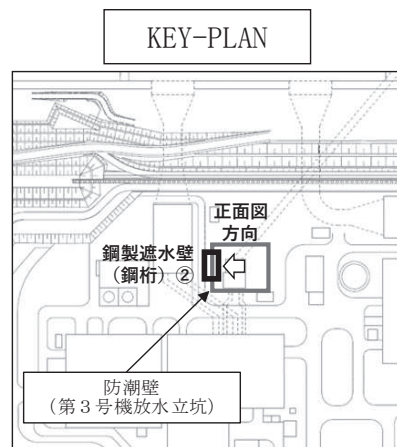 KEY-PLAN
正面図
方向
鋼製遮水壁
(鋼桁)②
防潮壁
(第3号機放水立坑)